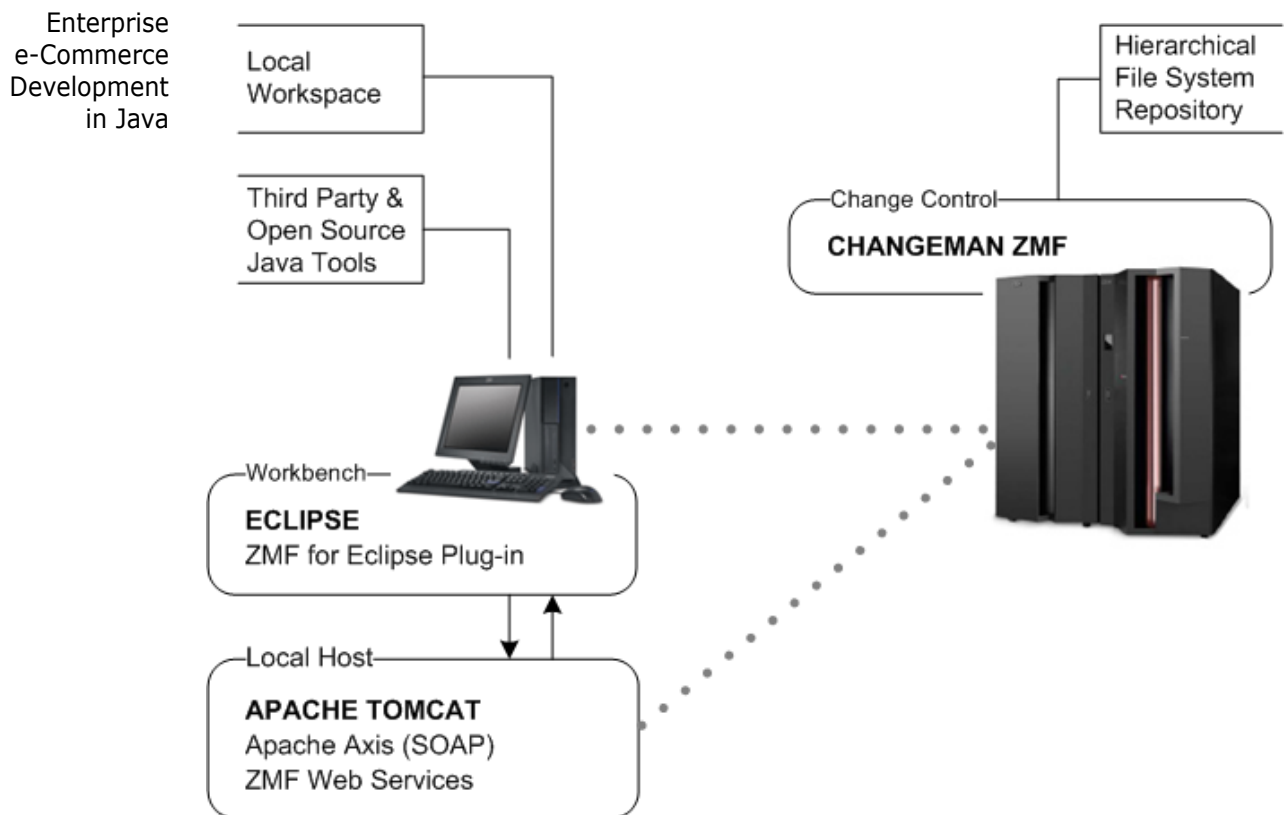 Enterprise
e-Commerce
Development
in Java
Local
Workspace
Third Party &
Open Source
Java Tools
Hierarchical
File System
Repository
Change Control
CHANGEMAN ZMF
Workbench
ECLIPSE
ZMF for Eclipse Plug-in
Local Host
APACHE TOMCAT
Apache Axis (SOAP)
ZMF Web Services